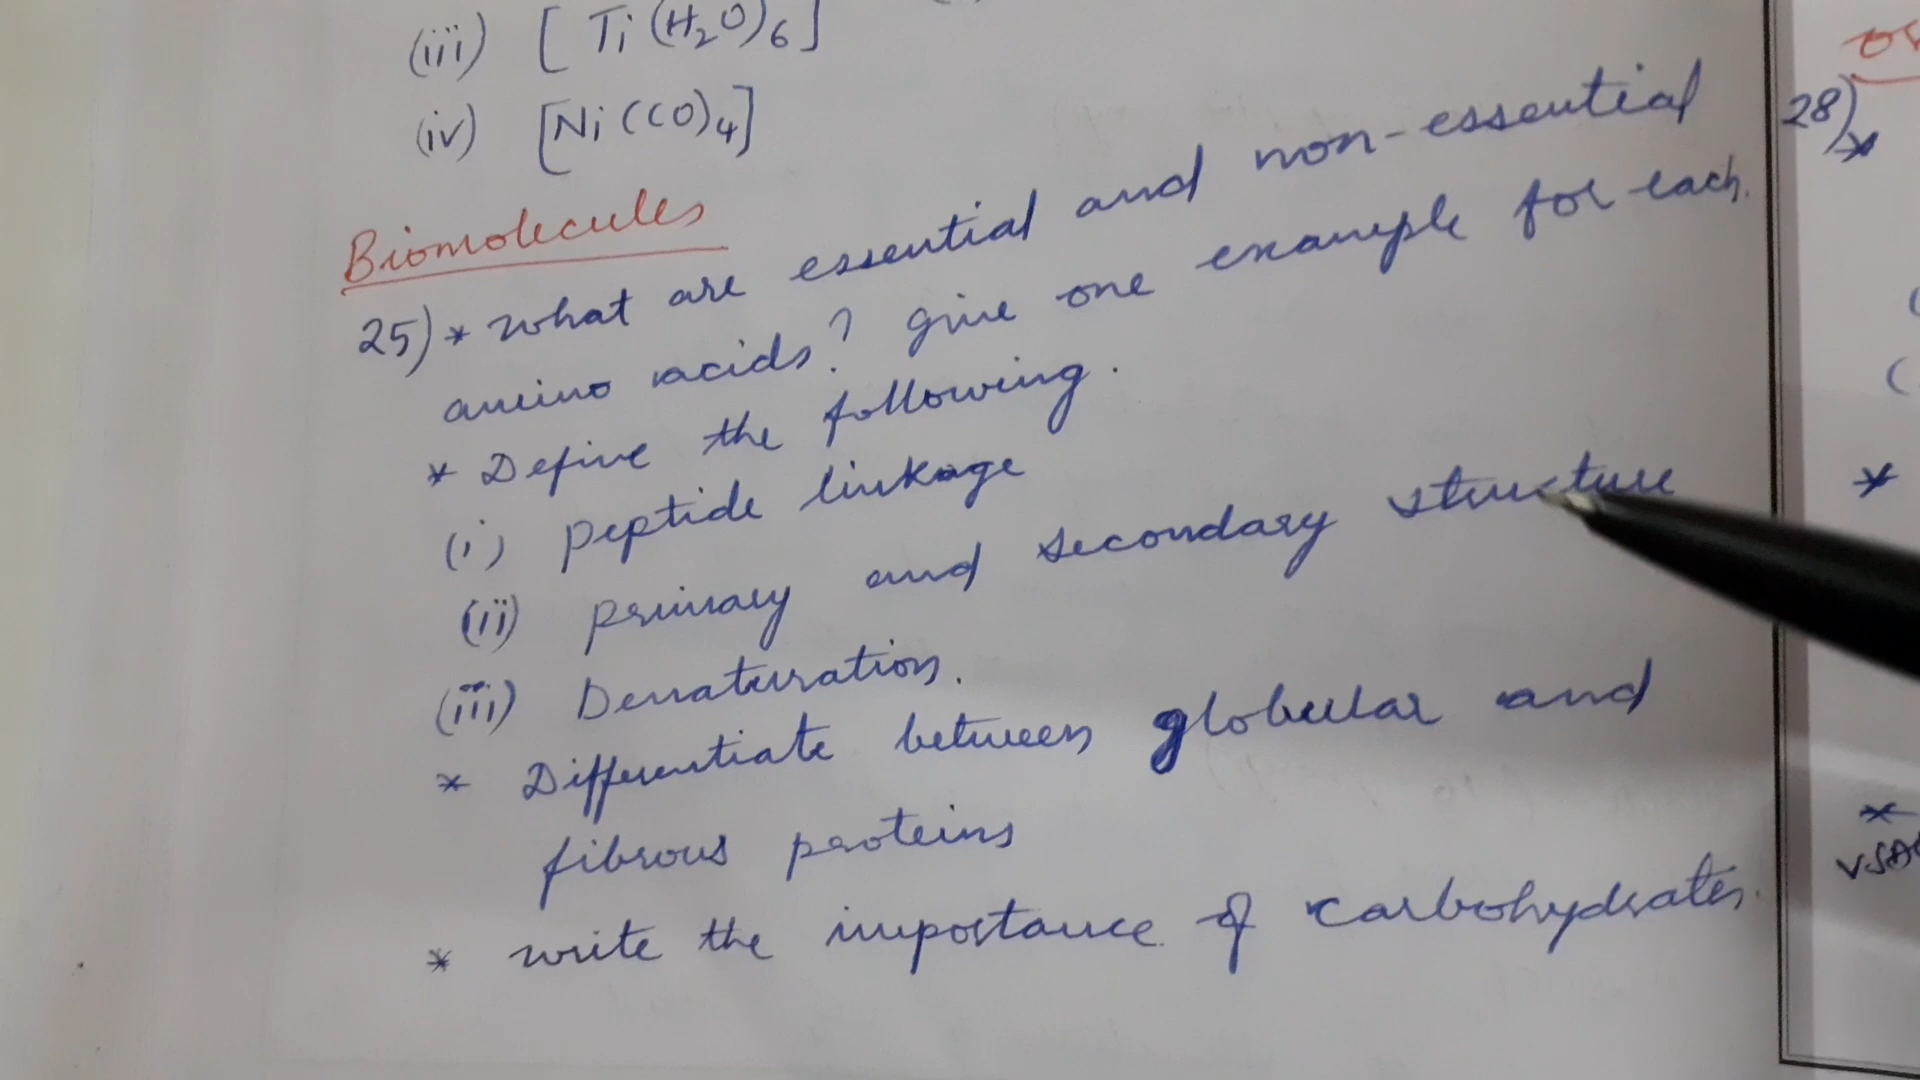 (iii) [Ti(H2O)6]
(iv) [Ni(CO)4]
Biomolecules
25) * what are essential and non-essential
amino acids? give one example for each.
* Define the following.
(i) peptide linkage
(ii) primary and secondary structure
(iii) Denaturation.
* Differentiate between globular and
fibrous proteins
* write the importance of carbohydrates.
28)
*
*
*